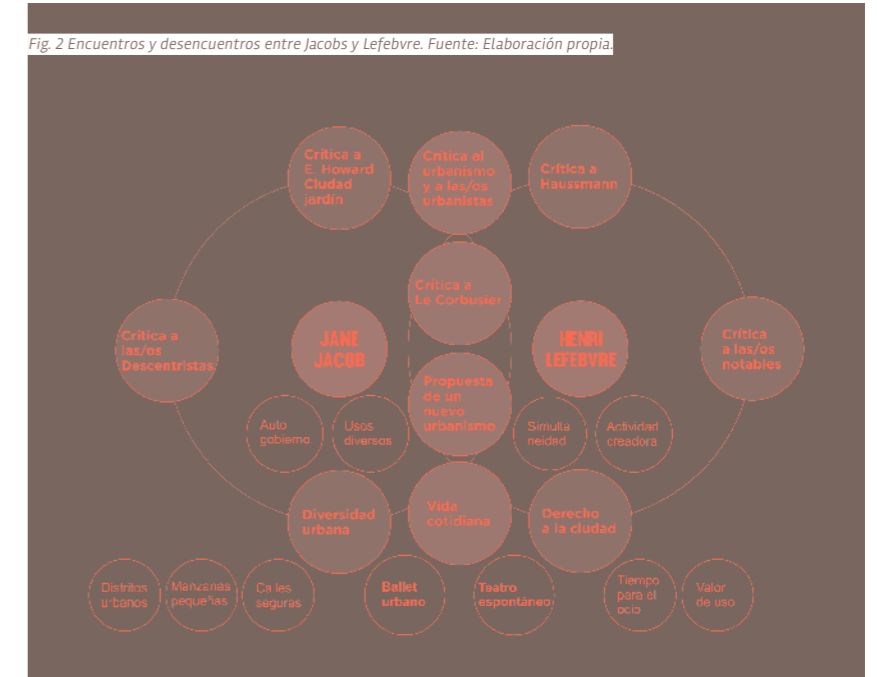 Fig. 2 Encuentros y desencuentros entre Jacobs y Lefebvre. Fuente: Elaboración propia.
Crítica a
E. Howard
Ciudad
jardín
Crítica al
urbanismo
y a las/os
urbanistas
Crítica a
Haussmann
Crítica a
Le Corbusier
Crítica a
las/os
Descentristas
JANE
JACOB
HENRI
LEFEBVRE
Crítica
a las/os
notables
Propuesta
de un
nuevo
urbanismo
Auto
gobierno
Usos
diversos
Simulta
neidad
Actividad
creadora
Diversidad
urbana
Vida
cotidiana
Derecho
a la ciudad
Distritos
urbanos
Manzanas
pequeñas
Calles
seguras
Ballet
urbano
Teatro
espontáneo
Tiempo
para el
ocio
Valor
de uso